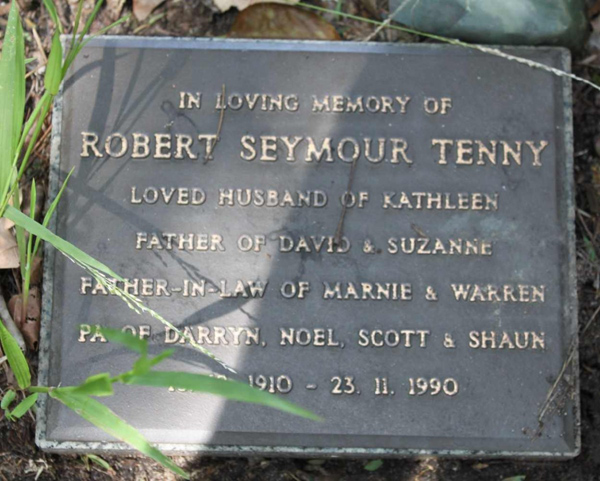 IN LOVING MEMORY OF
ROBERT SEYMOUR TENNY
LOVED HUSBAND OF KATHLEEN
FATHER OF DAVID & SUZANNE
FATHER-IN-LAW OF MARNIE & WARREN
PA OF DARRYN, NOEL, SCOTT & SHAUN
1910 - 23. 11. 1990